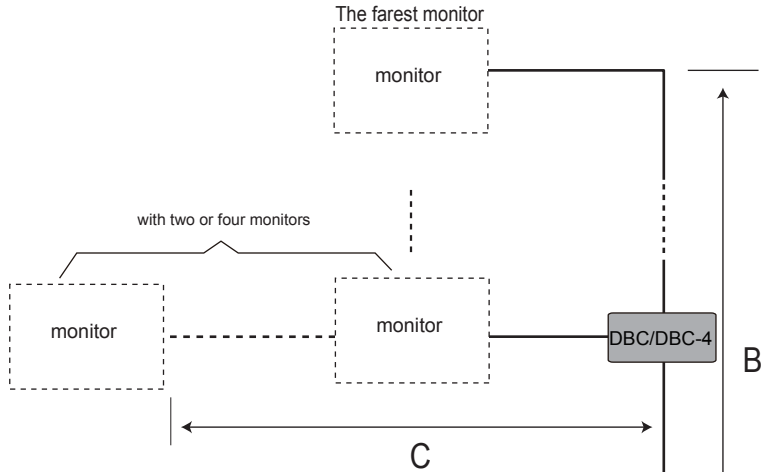 The farest monitor
monitor
with two or four monitors
monitor
monitor
DBC/DBC-4
B
C